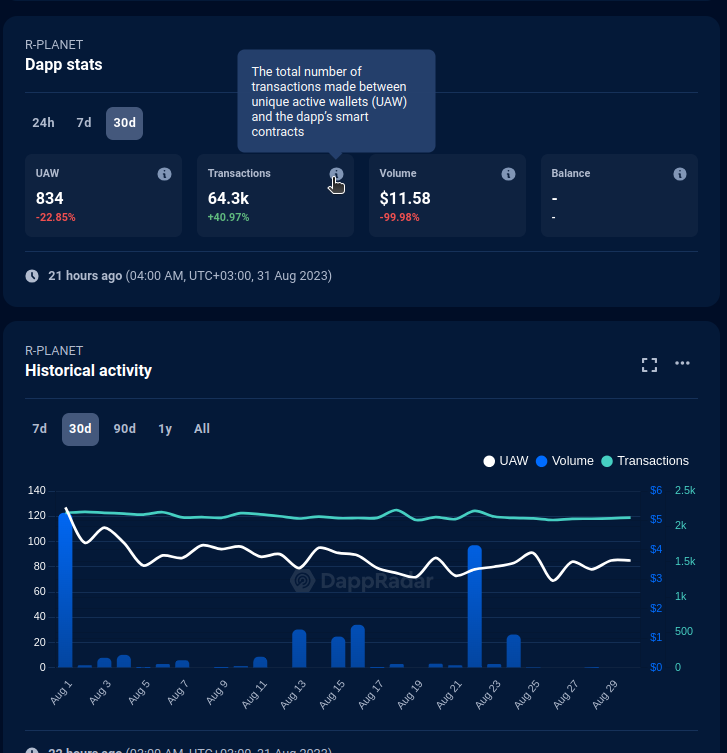 R-PLANET
Dapp stats
The total number of
transactions made between
unique active wallets (UAW)
and the dapp's smart
contracts
24h 7d 30d
UAW Transactions Volume Balance
834 64.3k $11.58 -
-22.85% +40.97% -99.98% -
21 hours ago (04:00 AM, UTC+03:00, 31 Aug 2023)
R-PLANET
Historical activity
7d 30d 90d 1y All
UAW Volume Transactions
140 $6 2.5k
120 $5 2k
100 $4 1.5k
80 $3
60 $2 1k
40 $1 500
20
0 $0 0
DappRadar
Aug 1 Aug 3 Aug 5 Aug 7 Aug 9 Aug 11 Aug 13 Aug 15 Aug 17 Aug 19 Aug 21 Aug 23 Aug 25 Aug 27 Aug 29